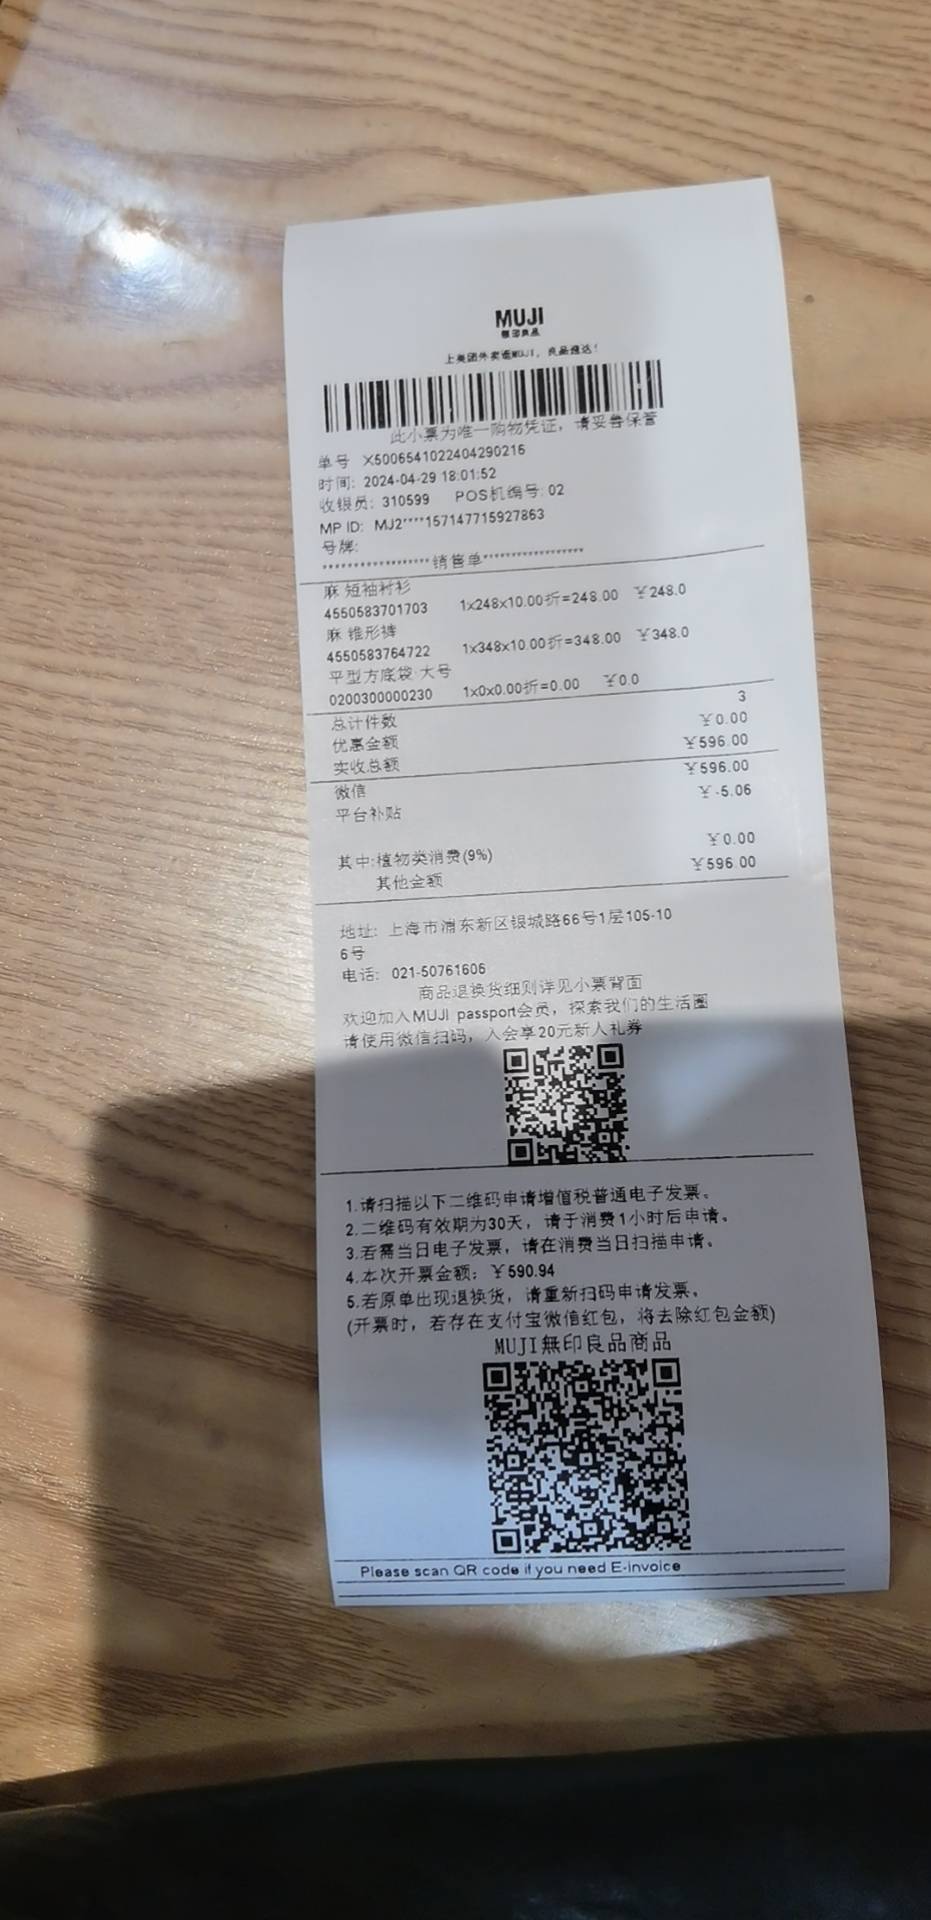 MUJI
無印良品
上美团外卖逛MUJI，良品速达！
此小票为唯一购物凭证，请妥善保管
单号 X5006541022404290216
时间: 2024-04-29 18:01:52
收银员: 310599 POS机编号: 02
MP ID: MJ2****157147715927863
号牌:
******************销售单******************
麻 短袖衬衫
4550583701703 1x248x10.00折=248.00 ￥248.0
麻 锥形裤
4550583764722 1x348x10.00折=348.00 ￥348.0
平型方底袋·大号
0200300000230 1x0x0.00折=0.00 ￥0.0
总计件数 3
优惠金额 ￥0.00
实收总额 ￥596.00
微信 ￥596.00
平台补贴 ￥-5.06
其中:植物类消费(9%) ￥0.00
其他金额 ￥596.00
地址: 上海市浦东新区银城路66号1层105-10
6号
电话: 021-50761606
商品退换货细则详见小票背面
欢迎加入MUJI passport会员，探索我们的生活圈
请使用微信扫码，入会享20元新人礼券
1.请扫描以下二维码申请增值税普通电子发票。
2.二维码有效期为30天，请于消费1小时后申请。
3.若需当日电子发票，请在消费当日扫描申请。
4.本次开票金额：￥590.94
5.若原单出现退换货，请重新扫码申请发票。
(开票时，若存在支付宝微信红包，将去除红包金额)
MUJI無印良品商品
Please scan QR code if you need E-invoice